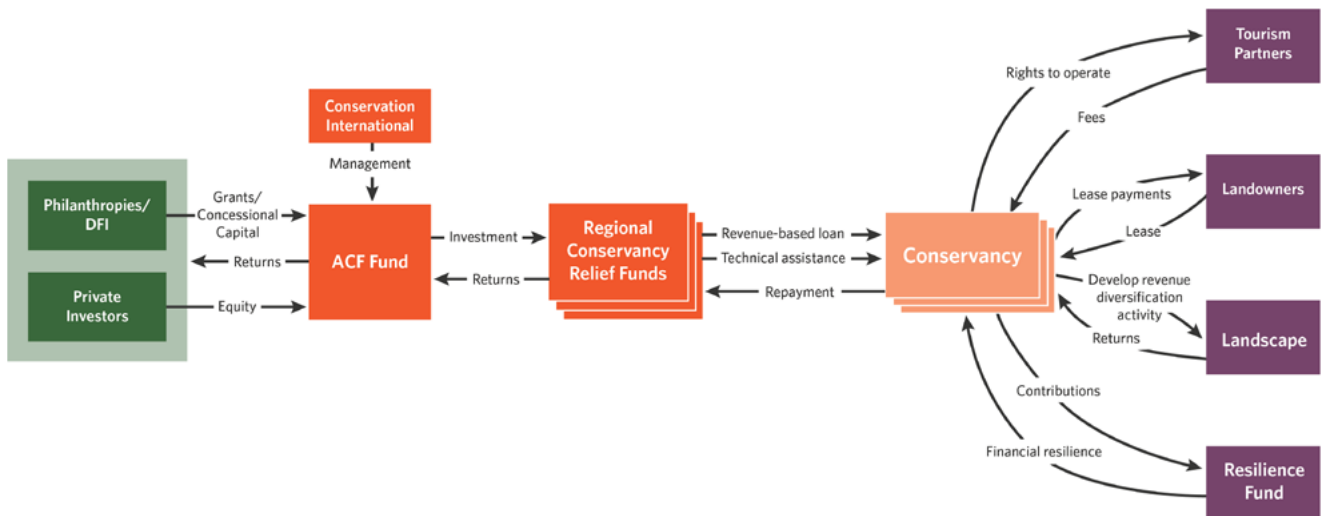 Philanthropies/
DFI
Private
Investors
Grants/
Concessional
Capital
Returns
Equity
Conservation
International
Management
ACF Fund
Investment
Returns
Regional
Conservancy
Relief Funds
Revenue-based loan
Technical assistance
Repayment
Conservancy
Rights to operate
Fees
Tourism
Partners
Lease payments
Lease
Landowners
Develop revenue
diversification
activity
Returns
Landscape
Contributions
Financial resilience
Resilience
Fund